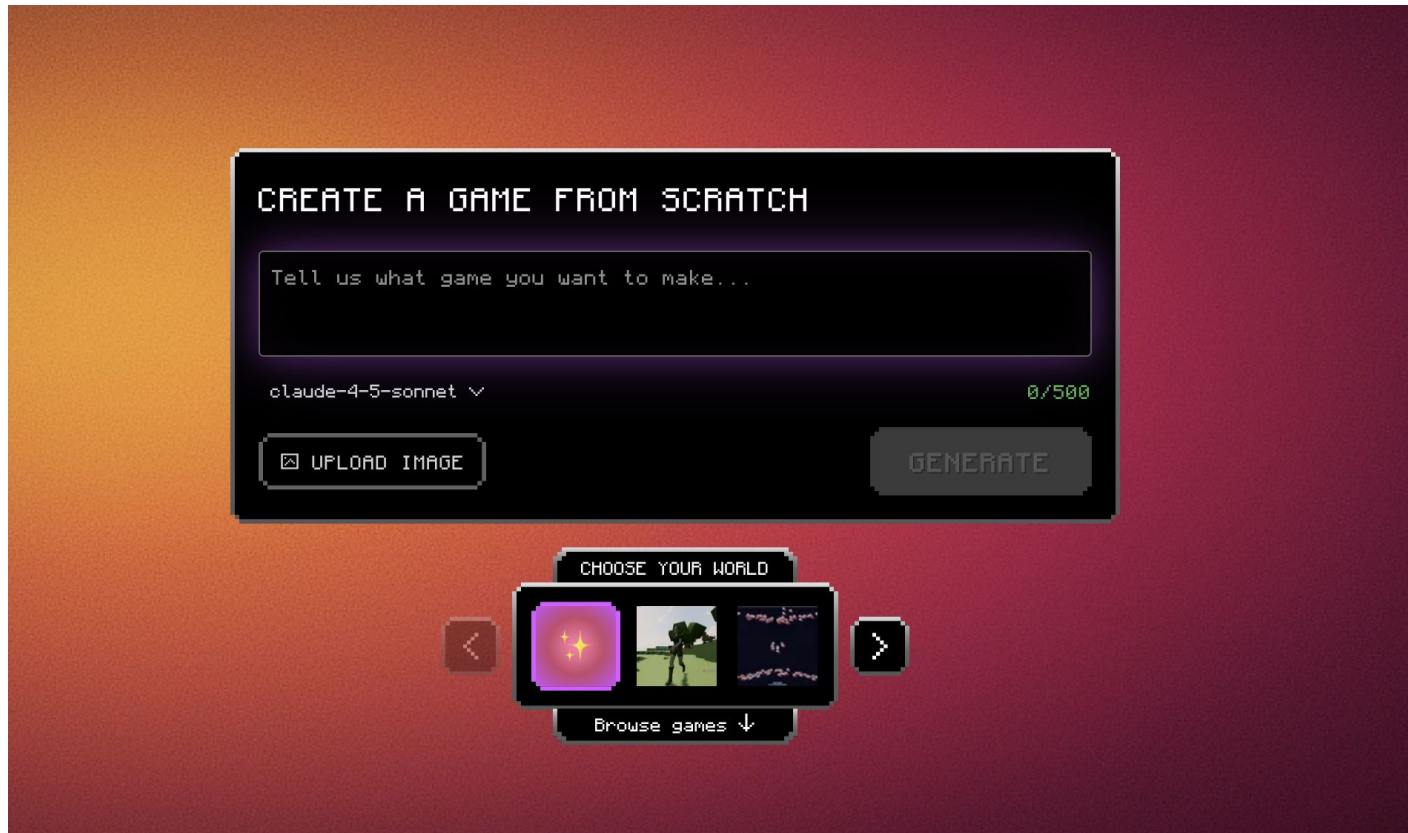 CREATE A GAME FROM SCRATCH
Tell us what game you want to make...
claude-4-5-sonnet
0/500
UPLOAD IMAGE
GENERATE
CHOOSE YOUR WORLD
Browse games ↓